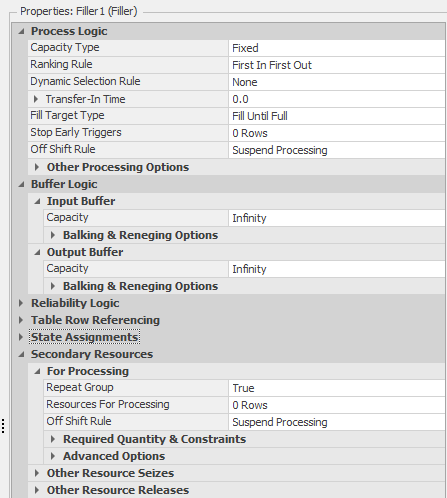 Properties: Filler1 (Filler)
Process Logic
Capacity Type Fixed
Ranking Rule First In First Out
Dynamic Selection Rule None
Transfer-In Time 0.0
Fill Target Type Fill Until Full
Stop Early Triggers 0 Rows
Off Shift Rule Suspend Processing
Other Processing Options
Buffer Logic
Input Buffer
Capacity Infinity
Balking & Reneging Options
Output Buffer
Capacity Infinity
Balking & Reneging Options
Reliability Logic
Table Row Referencing
State Assignments
Secondary Resources
For Processing
Repeat Group True
Resources For Processing 0 Rows
Off Shift Rule Suspend Processing
Required Quantity & Constraints
Advanced Options
Other Resource Seizes
Other Resource Releases